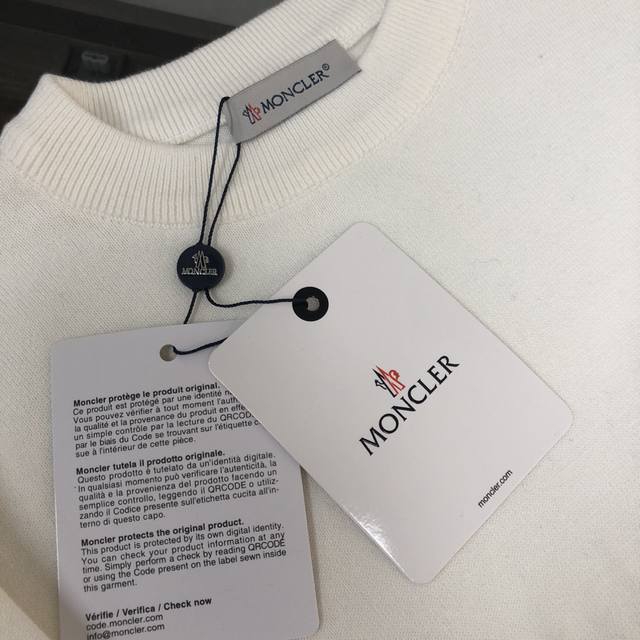 MONCLER®
MONCLER
MONCLER
moncler.com
Moncler protège le produit original.
Ce produit est protégé par une identité
Vous pouvez vérifier à tout moment
la qualité et la provenance du produit en
un simple contrôle par la lecture du QRCODE
par le biais du Code se trouvant sur l'étiquette
sue à l'intérieur de cette pièce.
Moncler tutela il prodotto originale.
Questo prodotto è tutelato da un'identità digitale.
In qualsiasi momento può verificare l'autenticità, la
qualità e la provenienza del prodotto facendo un
semplice controllo, leggendo il QRCODE o utiliz-
zando il Codice presente sull'etichetta cucita all'in-
terno di questo capo.
Moncler protects the original product.
This product is protected by its own digital identity.
You can check your product information at any
time. Simply perform a check by reading QRCODE
or using the Code present on the label sewn inside
this garment.
Vérifie / Verifica / Check now
code.moncler.com
info@moncler.com